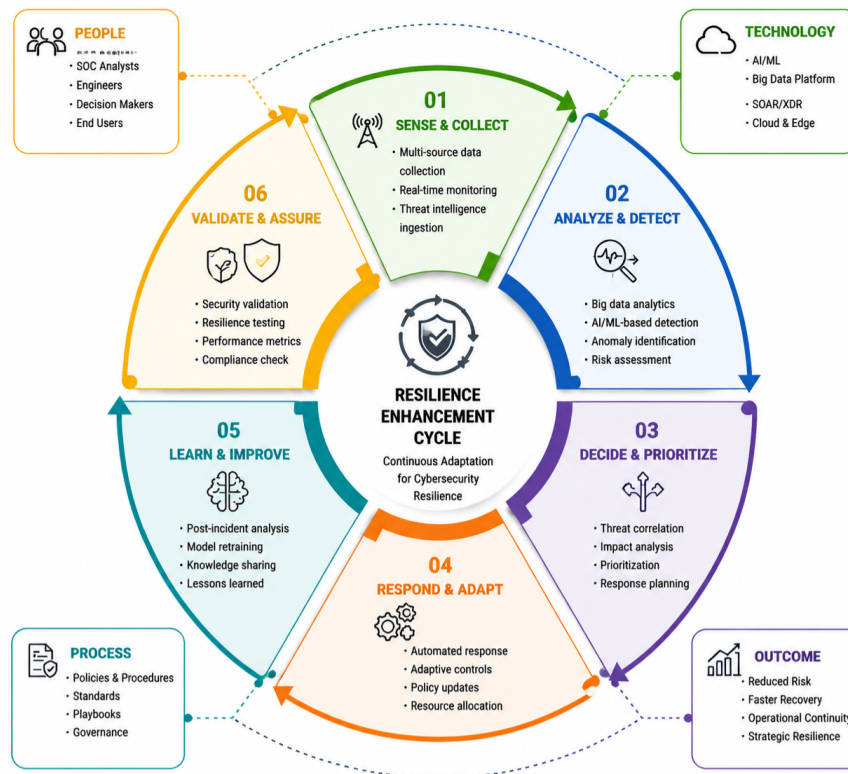 PEOPLE
• SOC Analysts
• Engineers
• Decision Makers
• End Users
TECHNOLOGY
• AI/ML
• Big Data Platform
• SOAR/XDR
• Cloud & Edge
01
SENSE & COLLECT
• Multi-source data
collection
• Real-time monitoring
• Threat intelligence
ingestion
02
ANALYZE & DETECT
• Big data analytics
• AI/ML-based detection
• Anomaly identification
• Risk assessment
03
DECIDE & PRIORITIZE
• Threat correlation
• Impact analysis
• Prioritization
• Response planning
04
RESPOND & ADAPT
• Automated response
• Adaptive controls
• Policy updates
• Resource allocation
05
LEARN & IMPROVE
• Post-incident analysis
• Model retraining
• Knowledge sharing
• Lessons learned
06
VALIDATE & ASSURE
• Security validation
• Resilience testing
• Performance metrics
• Compliance check
RESILIENCE
ENHANCEMENT
CYCLE
Continuous Adaptation
for Cybersecurity
Resilience
PROCESS
• Policies & Procedures
• Standards
• Playbooks
• Governance
OUTCOME
• Reduced Risk
• Faster Recovery
• Operational Continuity
• Strategic Resilience